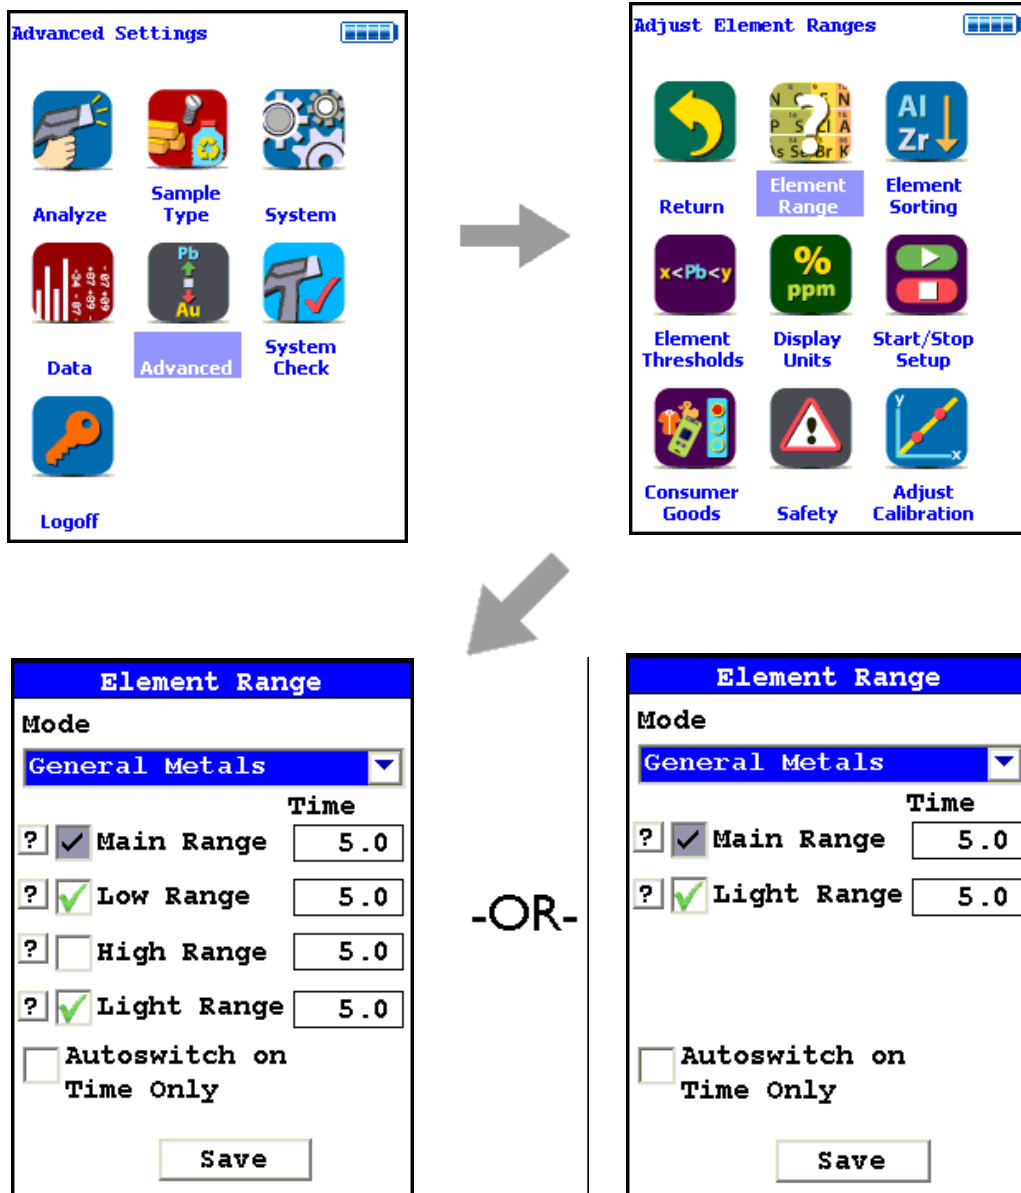 Advanced Settings
Analyze
Sample
Type
System
Pb
Au
Data
Advanced
System
Check
Logoff
Adjust Element Ranges
Return
Element
Range
Al
Zr
Element
Sorting
x<Pb<y
Element
Thresholds
%
ppm
Display
Units
Start/Stop
Setup
Consumer
Goods
Safety
y
x
Adjust
Calibration
Element Range
Mode
General Metals
Time
? Main Range 5.0
? Low Range 5.0
? High Range 5.0
? Light Range 5.0
Autoswitch on
Time Only
Save
-OR-
Element Range
Mode
General Metals
Time
? Main Range 5.0
? Light Range 5.0
Autoswitch on
Time Only
Save